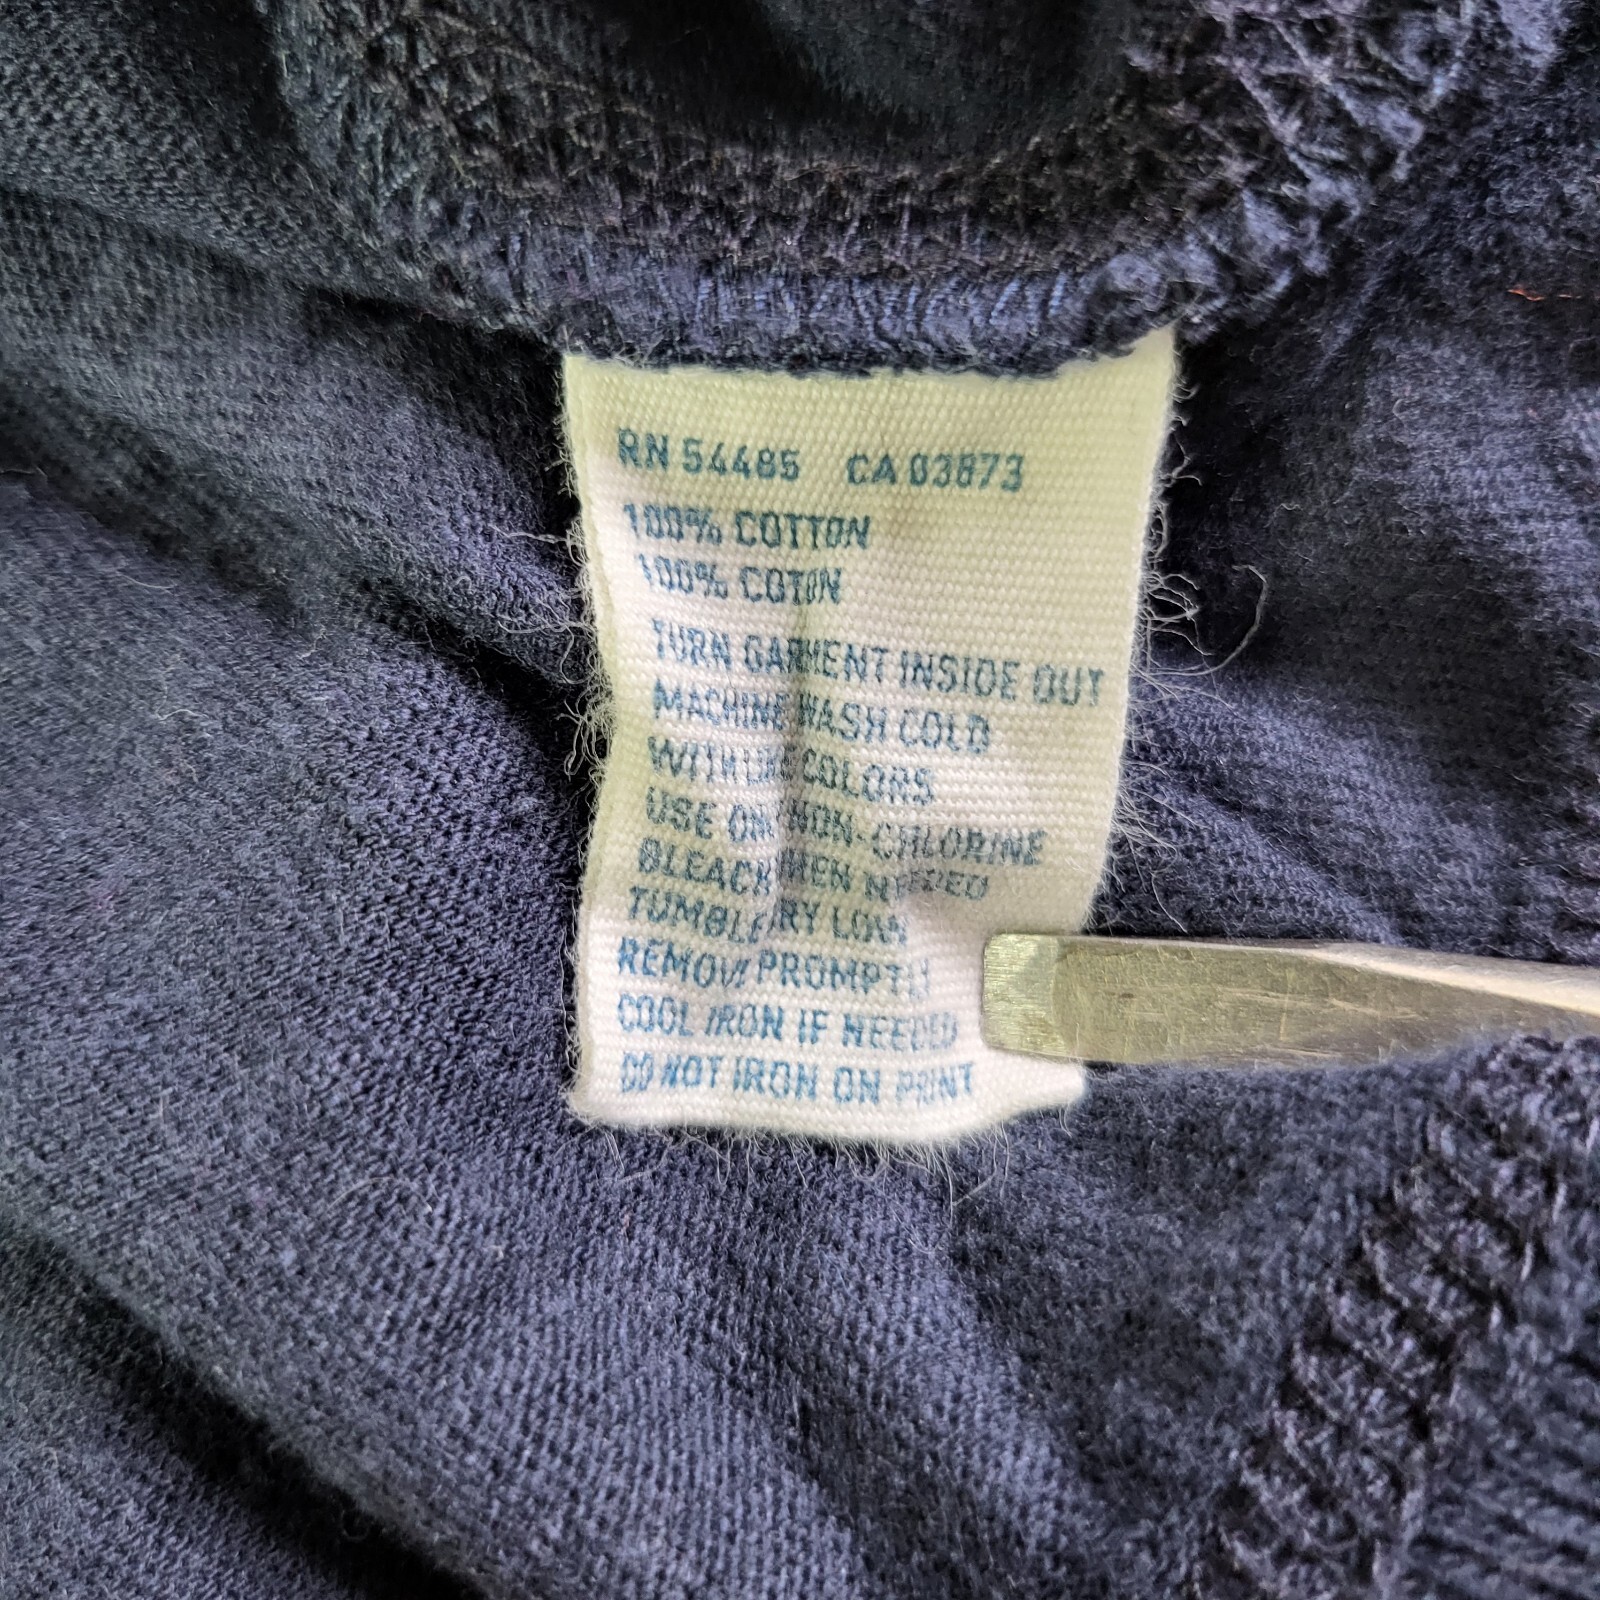 RN 54485 CA 03873
100% COTTON
100% COTON
TURN GARMENT INSIDE OUT
MACHINE WASH COLD
WITH LIKE COLORS
USE ONLY NON-CHLORINE
BLEACH WHEN NEEDED
TUMBLE DRY LOW
REMOVE PROMPTLY
COOL IRON IF NEEDED
DO NOT IRON ON PRINT